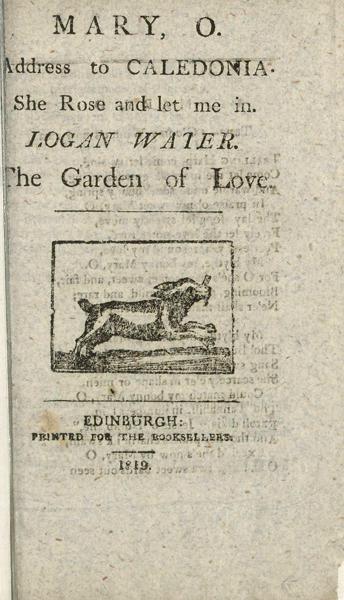 MARY, O.
Address to CALEDONIA.
She Rose and let me in.
LOGAN WATER.
The Garden of Love.
EDINBURGH:
PRINTED FOR THE BOOKSELLERS.
1819.